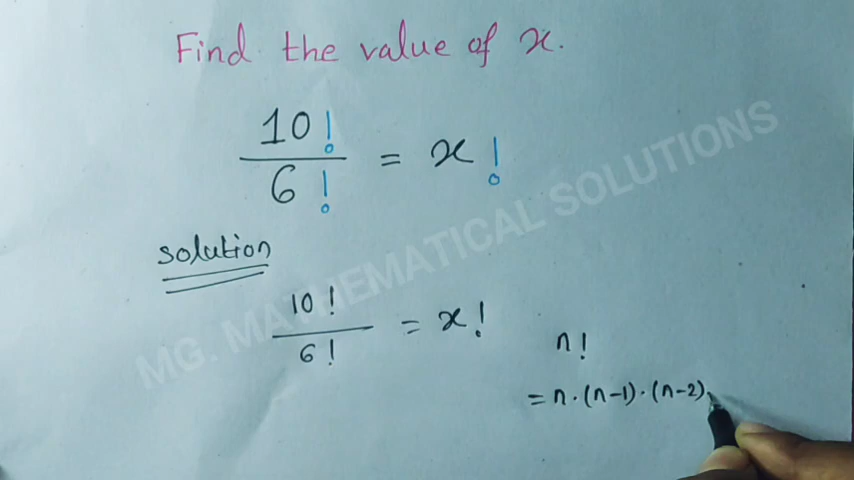 Find the value of x.
10!
6!
= x!
solution
10!
6!
= x!
n!
= n·(n-1)·(n-2)
MG. MATHEMATICAL SOLUTIONS